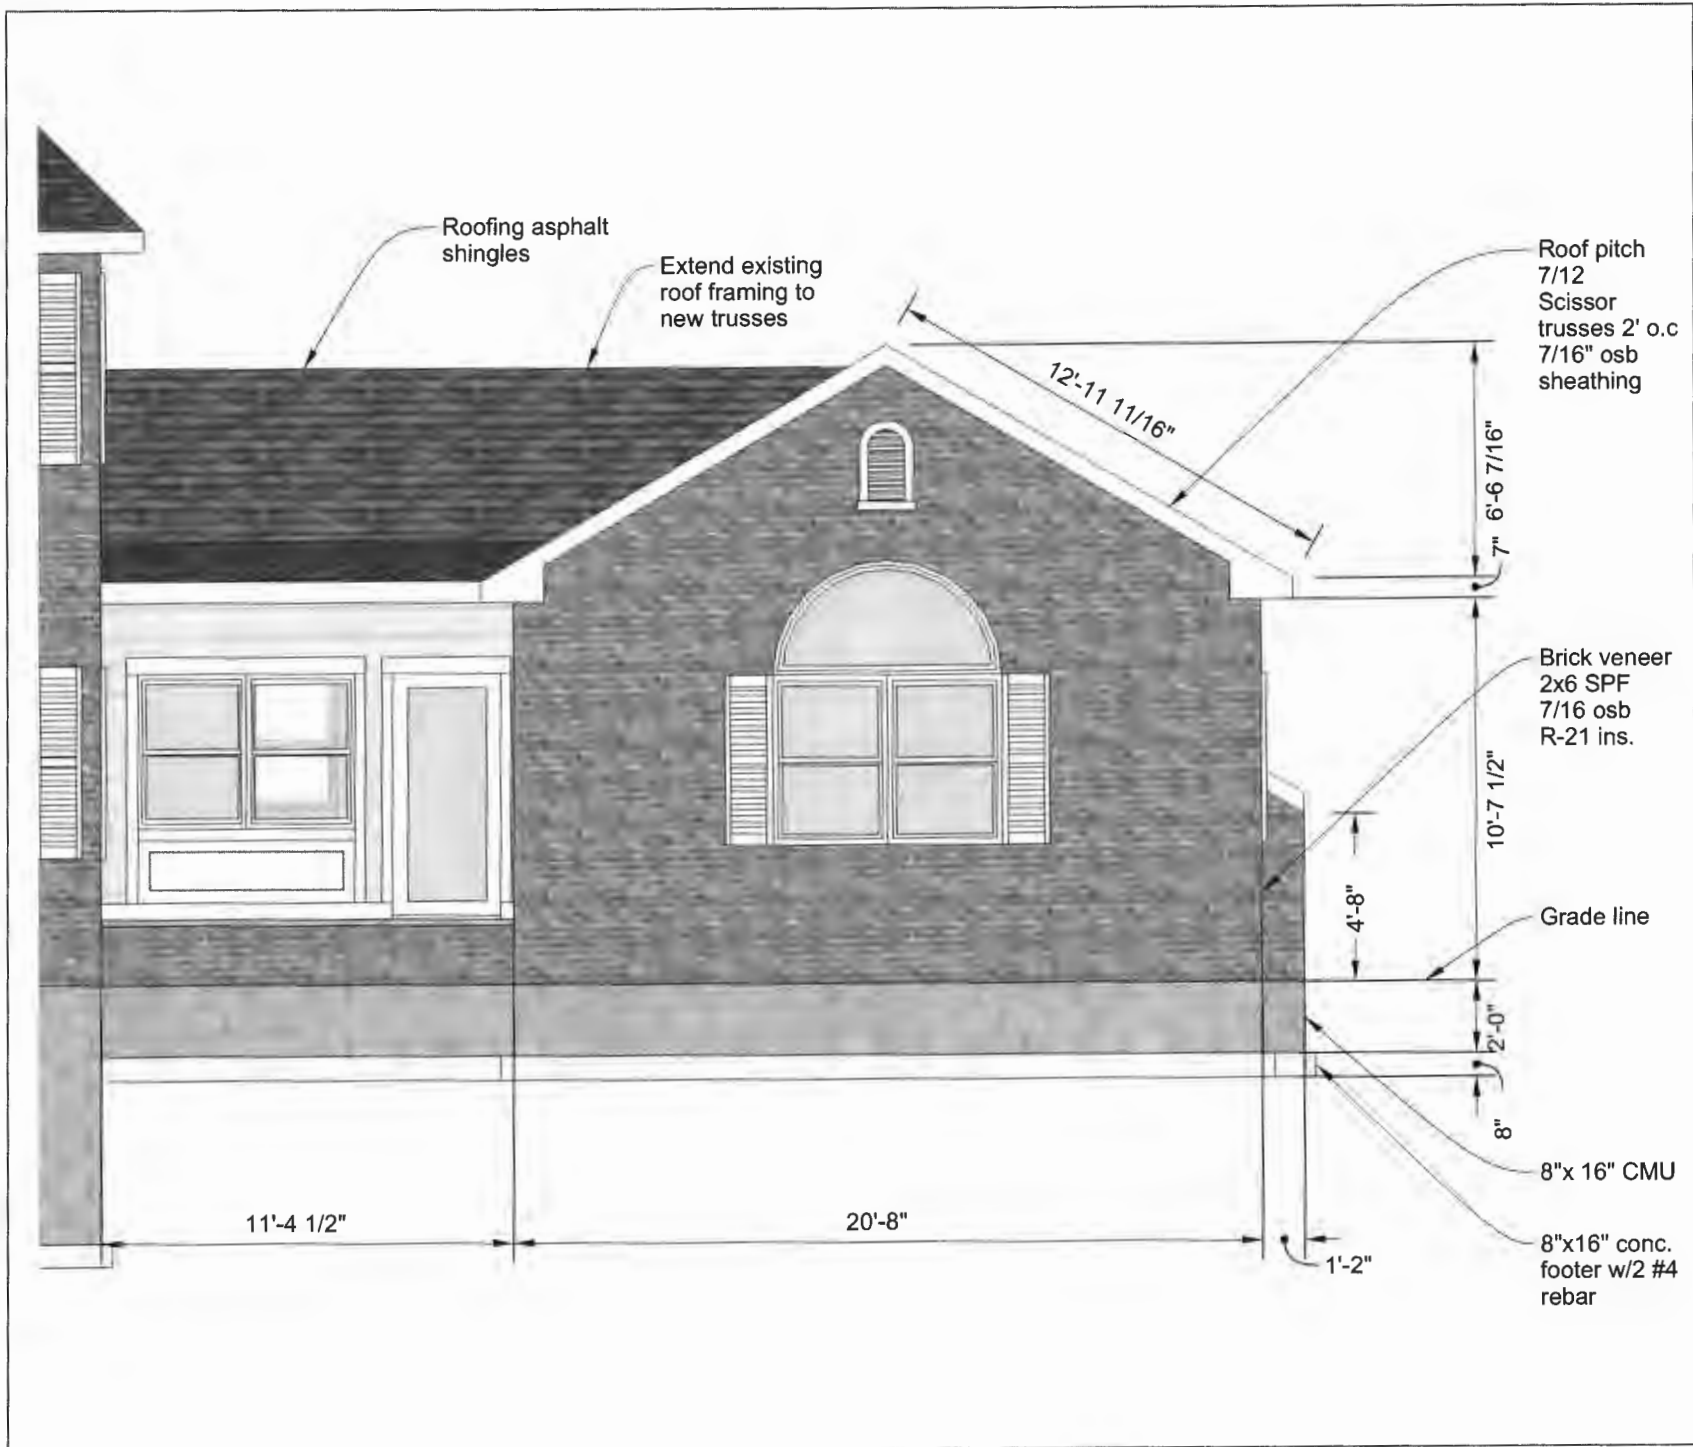 Roofing asphalt
shingles
Extend existing
roof framing to
new trusses
Roof pitch
7/12
Scissor
trusses 2' o.c
7/16" osb
sheathing
12'-11 11/16"
6'-6 7/16"
7"
Brick veneer
2x6 SPF
7/16 osb
R-21 ins.
10'-7 1/2"
4'-8"
Grade line
2'-0"
8"
8"x 16" CMU
11'-4 1/2"
20'-8"
1'-2"
8"x16" conc.
footer w/2 #4
rebar